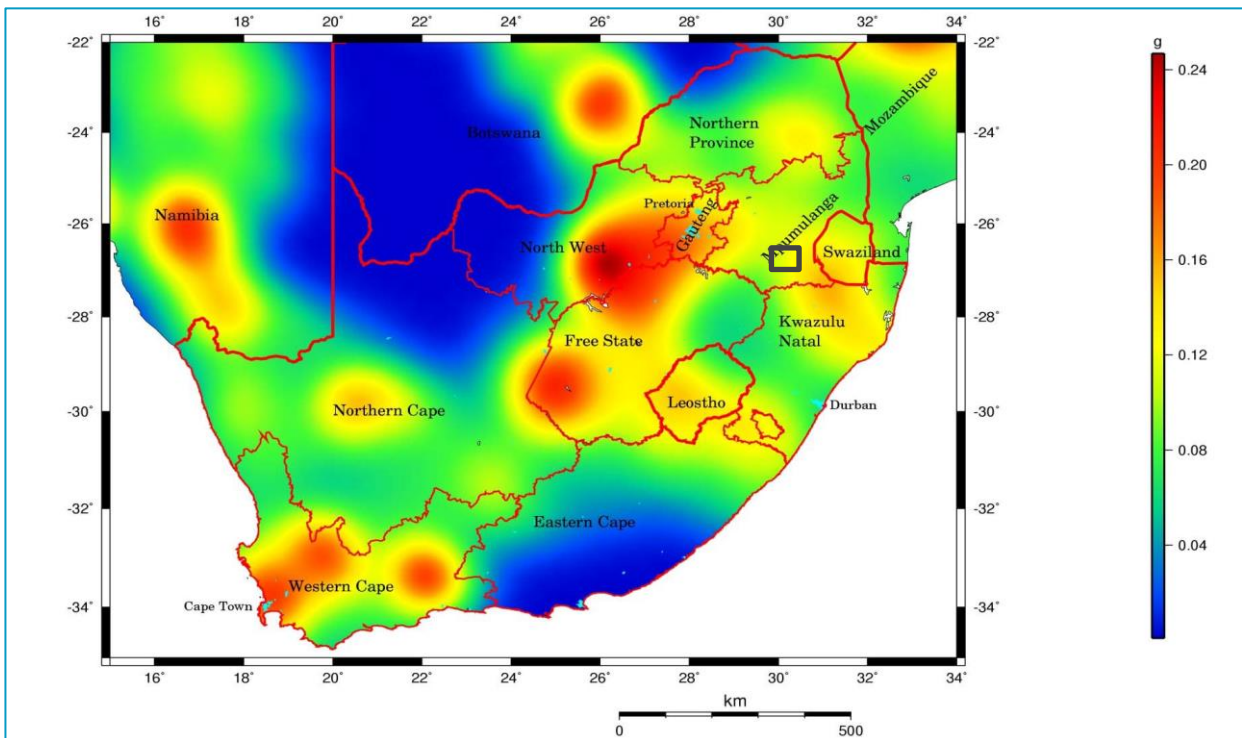 16° 18° 20° 22° 24° 26° 28° 30° 32° 34°
-22° -22°
g
0.24
Mozambique
Botswana
Northern
Province
-24° -24°
0.20
Pretoria
Gauteng
Mpumulanga
Namibia
-26° -26°
North West
Swaziland
0.16
-28° -28°
Free State
Kwazulu
Natal
0.12
Northern Cape
Leostho
Durban
-30° -30°
0.08
-32° -32°
Eastern Cape
0.04
Western Cape
Cape Town
-34° -34°
16° 18° 20° 22° 24° 26° 28° 30° 32° 34°
km
0 500